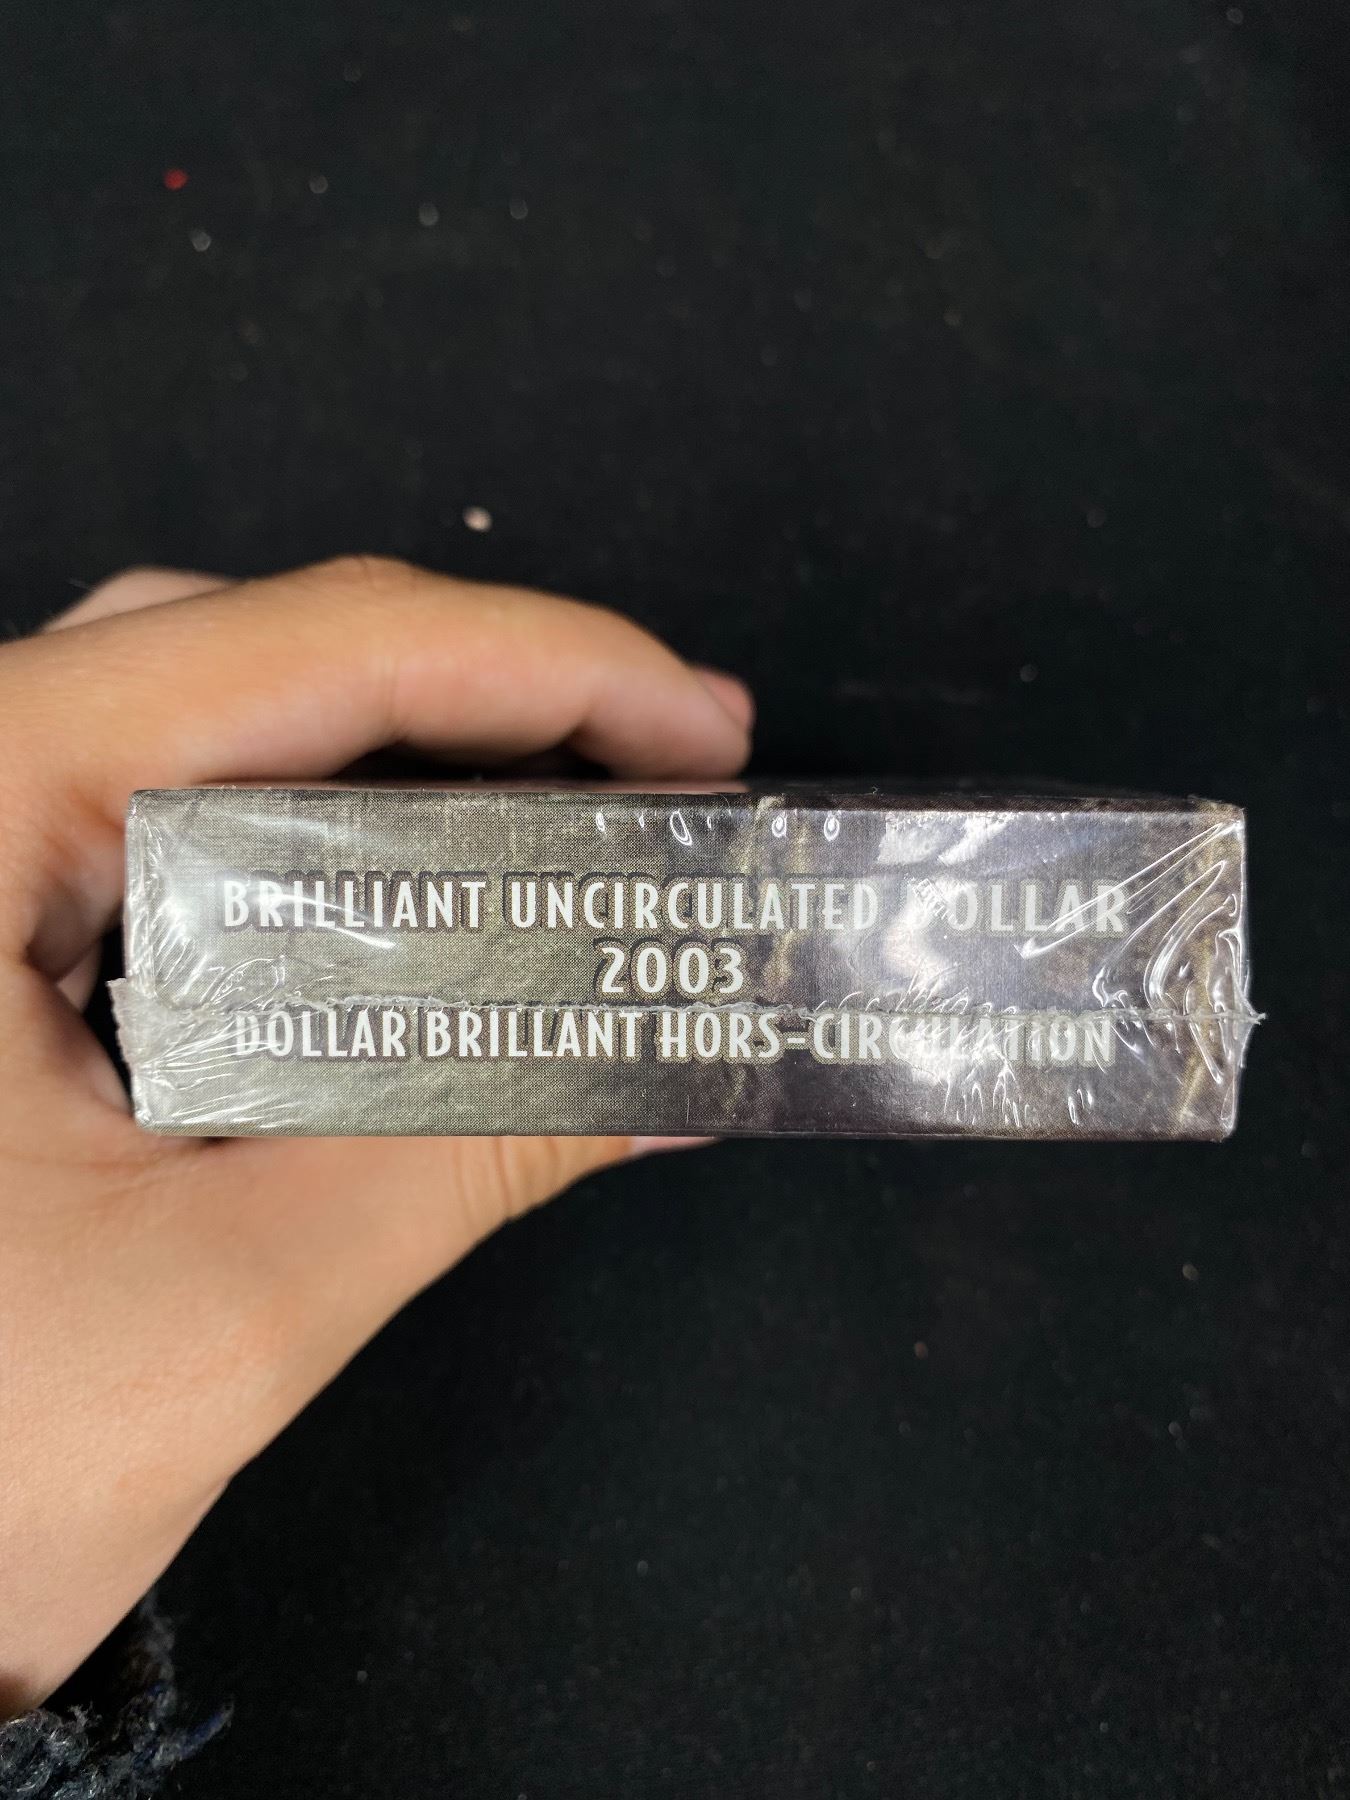 BRILLIANT UNCIRCULATED DOLLAR
2003
DOLLAR BRILLANT HORS-CIRCULATION